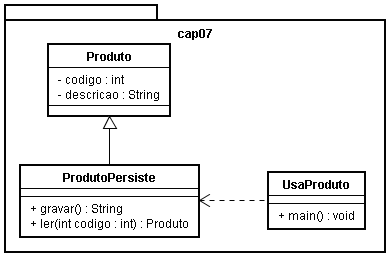 cap07
Produto
- codigo : int
- descricao : String
ProdutoPersiste
+ gravar() : String
+ ler(int codigo : int) : Produto
UsaProduto
+ main() : void